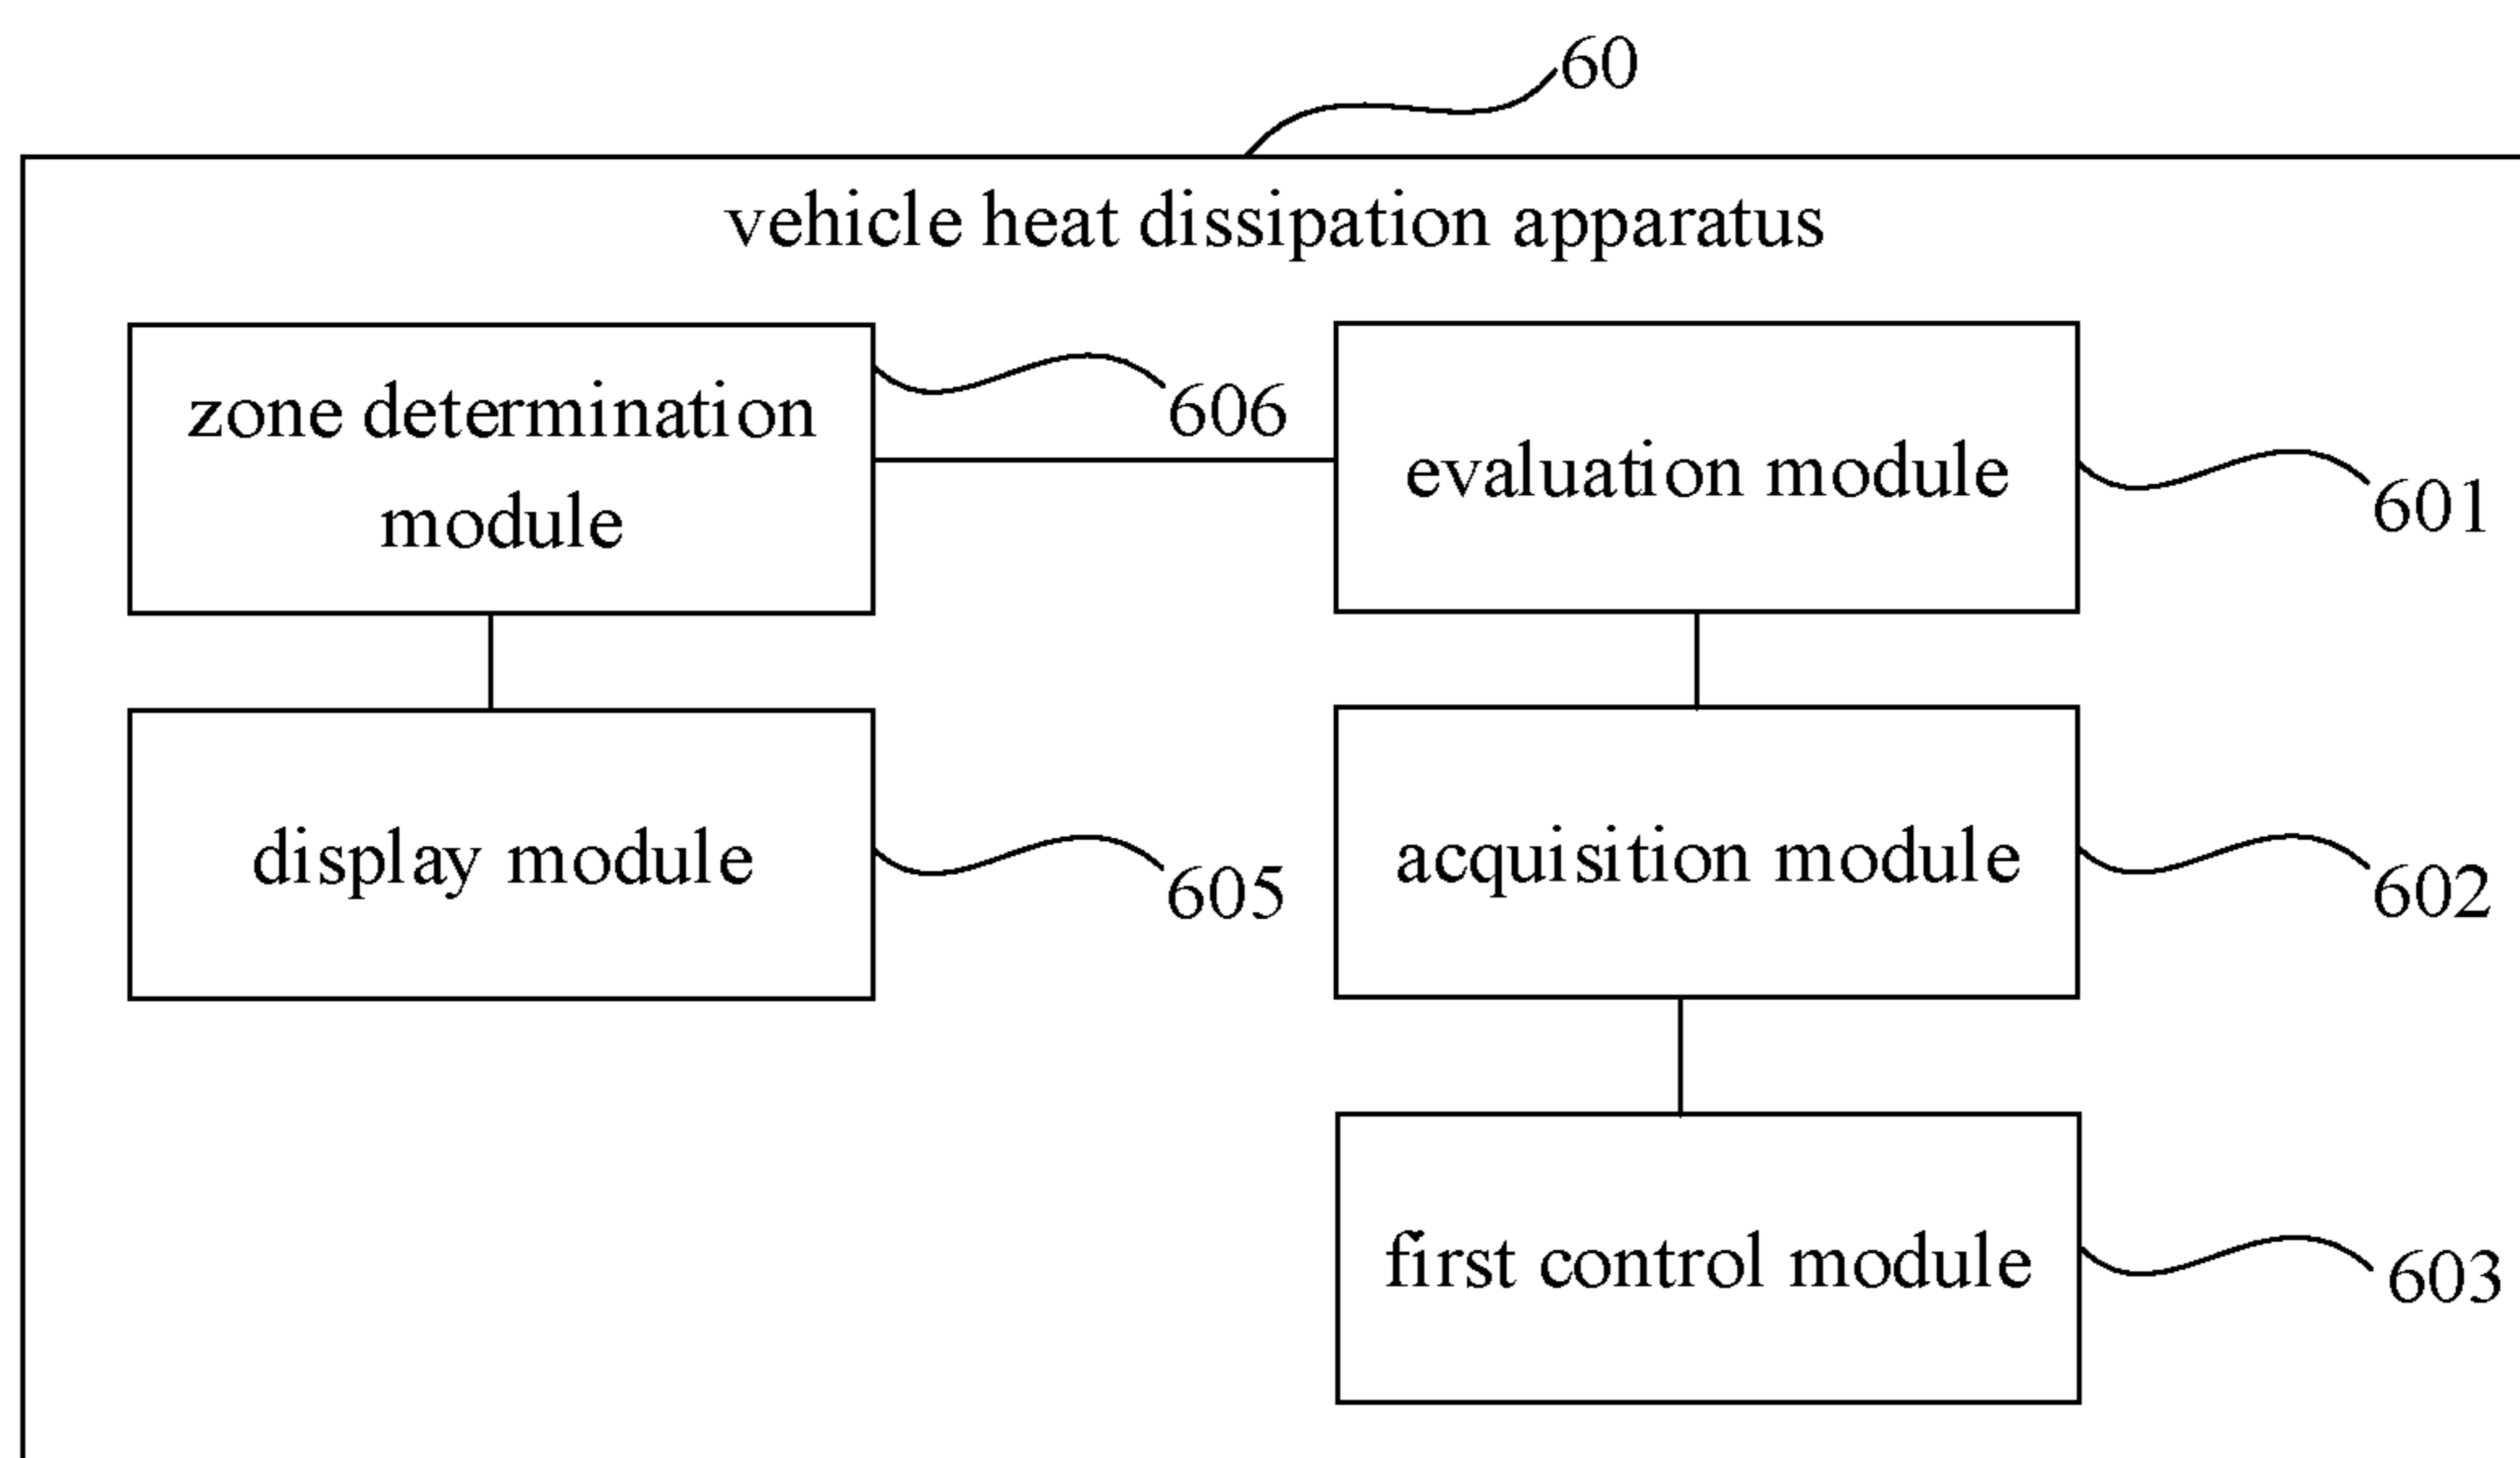 60
vehicle heat dissipation apparatus
zone determination
module
606
evaluation module
601
display module
605
acquisition module
602
first control module
603